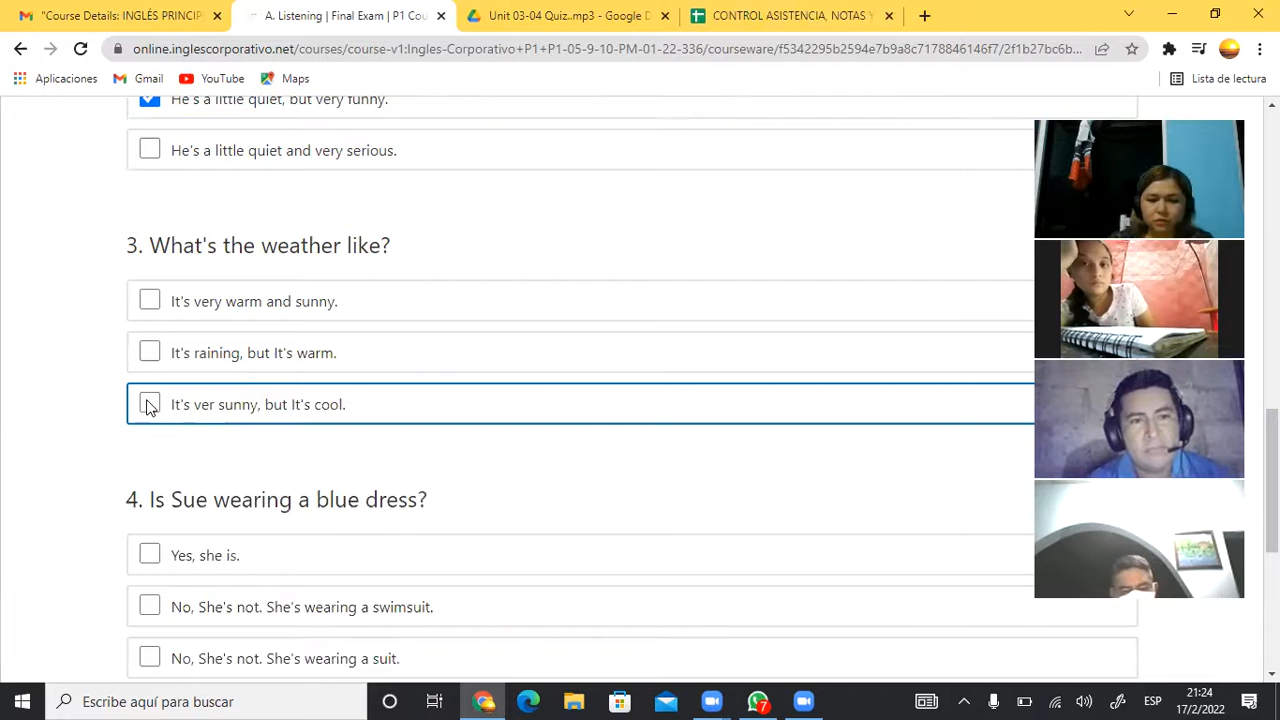 "Course Details: INGLÉS PRINCIPI
A. Listening | Final Exam | P1 Cou
Unit 03-04 Quiz..mp3 - Google D
CONTROL ASISTENCIA, NOTAS Y
online.inglescorporativo.net/courses/course-v1:Ingles-Corporativo+P1+P1-05-9-10-PM-01-22-336/courseware/f5342295b2594e7b9a8c7178846146f7/2f1b27bc6b...
Aplicaciones
Gmail
YouTube
Maps
Lista de lectura
He's a little quiet, but very funny.
He's a little quiet and very serious.
3. What's the weather like?
It's very warm and sunny.
It's raining, but It's warm.
It's ver sunny, but It's cool.
4. Is Sue wearing a blue dress?
Yes, she is.
No, She's not. She's wearing a swimsuit.
No, She's not. She's wearing a suit.
Escribe aquí para buscar
7
ESP
21:24
17/2/2022